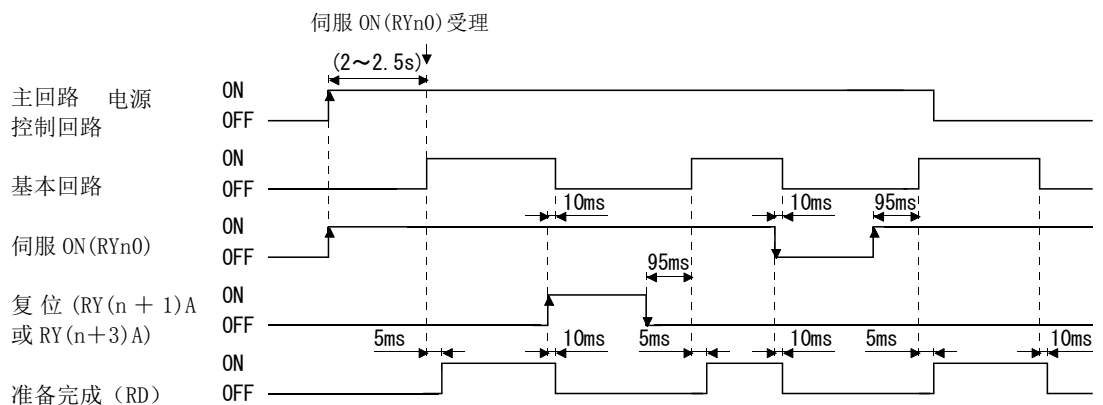 伺服 ON(RYn0)受理
(2～2.5s)
主回路 电源
控制回路
ON
OFF
基本回路
ON
OFF
10ms
10ms
95ms
伺服 ON(RYn0)
ON
OFF
95ms
复 位 (RY(n + 1)A
或 RY(n+3)A)
ON
OFF
5ms
10ms
5ms
10ms
5ms
10ms
准备完成（RD）
ON
OFF